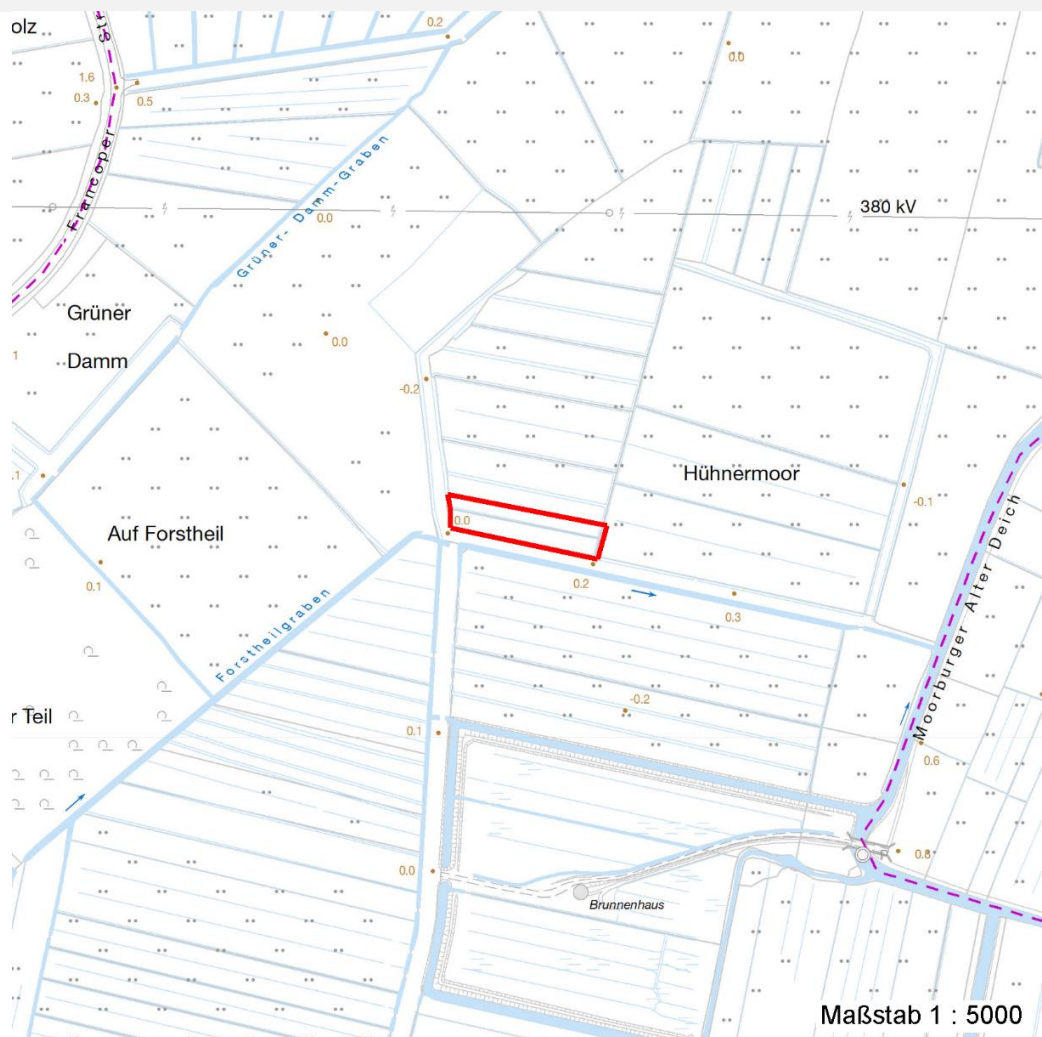 olz
0.2
0.0
1.6
0.3
0.5
Francoper
Str
Grüner-Damm-Graben
0.0
380 kV
Grüner
Damm
0.0
-0.2
.1
Hühnermoor
-0.1
0.0
Auf Forstheil
0.1
0.2
0.3
Forstheilgraben
Moorburger Alter Deich
-0.2
r Teil
0.1
0.6
0.8
0.0
Brunnenhaus
Maßstab 1 : 5000